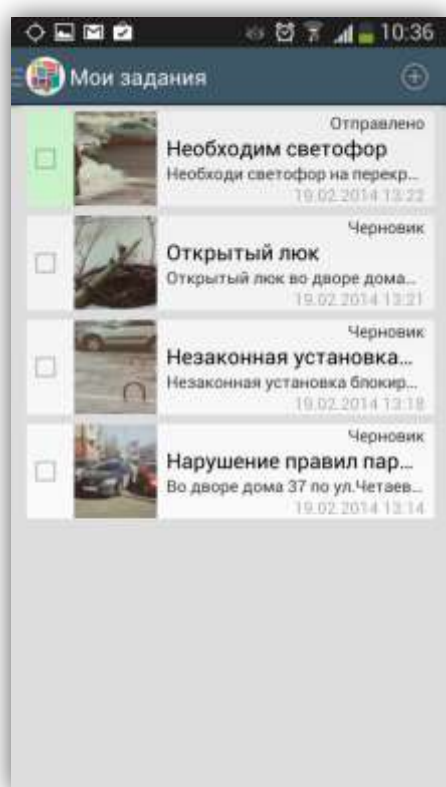 10:36
Мои задания
Отправлено
Необходим светофор
Необходи светофор на перекр...
19.02.2014 13:22
Черновик
Открытый люк
Открытый люк во дворе дома...
19.02.2014 13:21
Черновик
Незаконная установка...
Незаконная установка блокир...
19.02.2014 13:18
Черновик
Нарушение правил пар...
Во дворе дома 37 по ул.Четаев...
19.02.2014 13:14